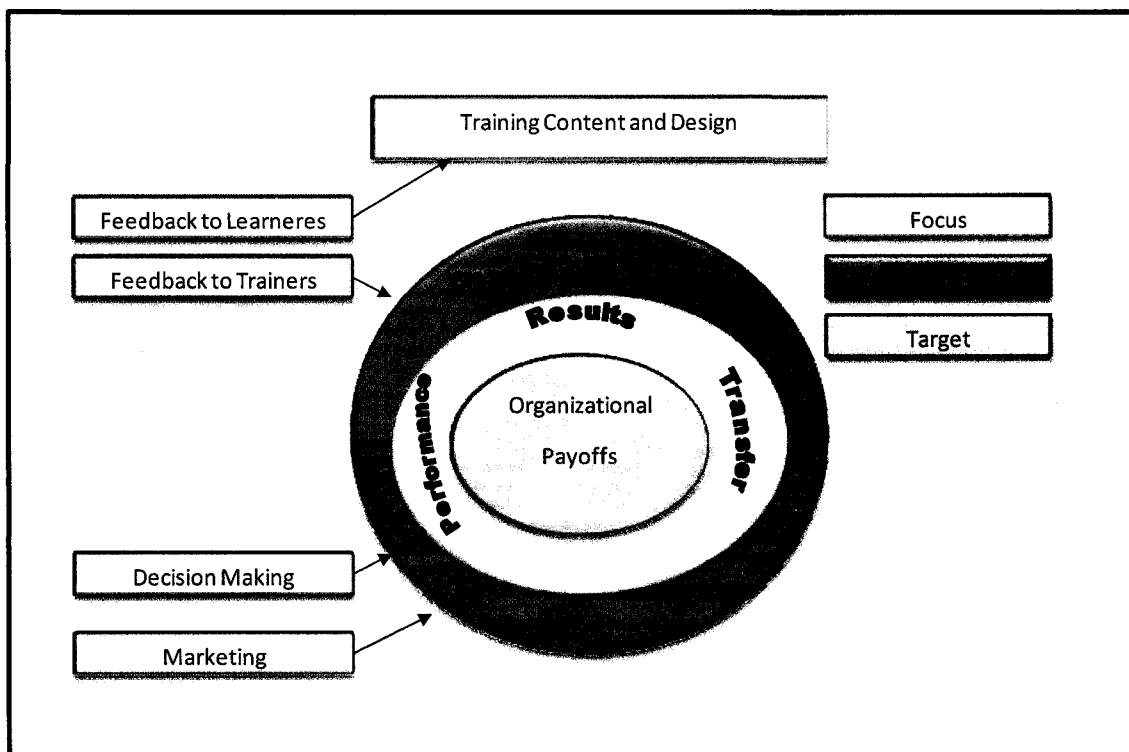 Training Content and Design
Feedback to Learneres
Feedback to Trainers
Focus
Target
Results
Performance
Transfer
Organizational
Payoffs
Decision Making
Marketing